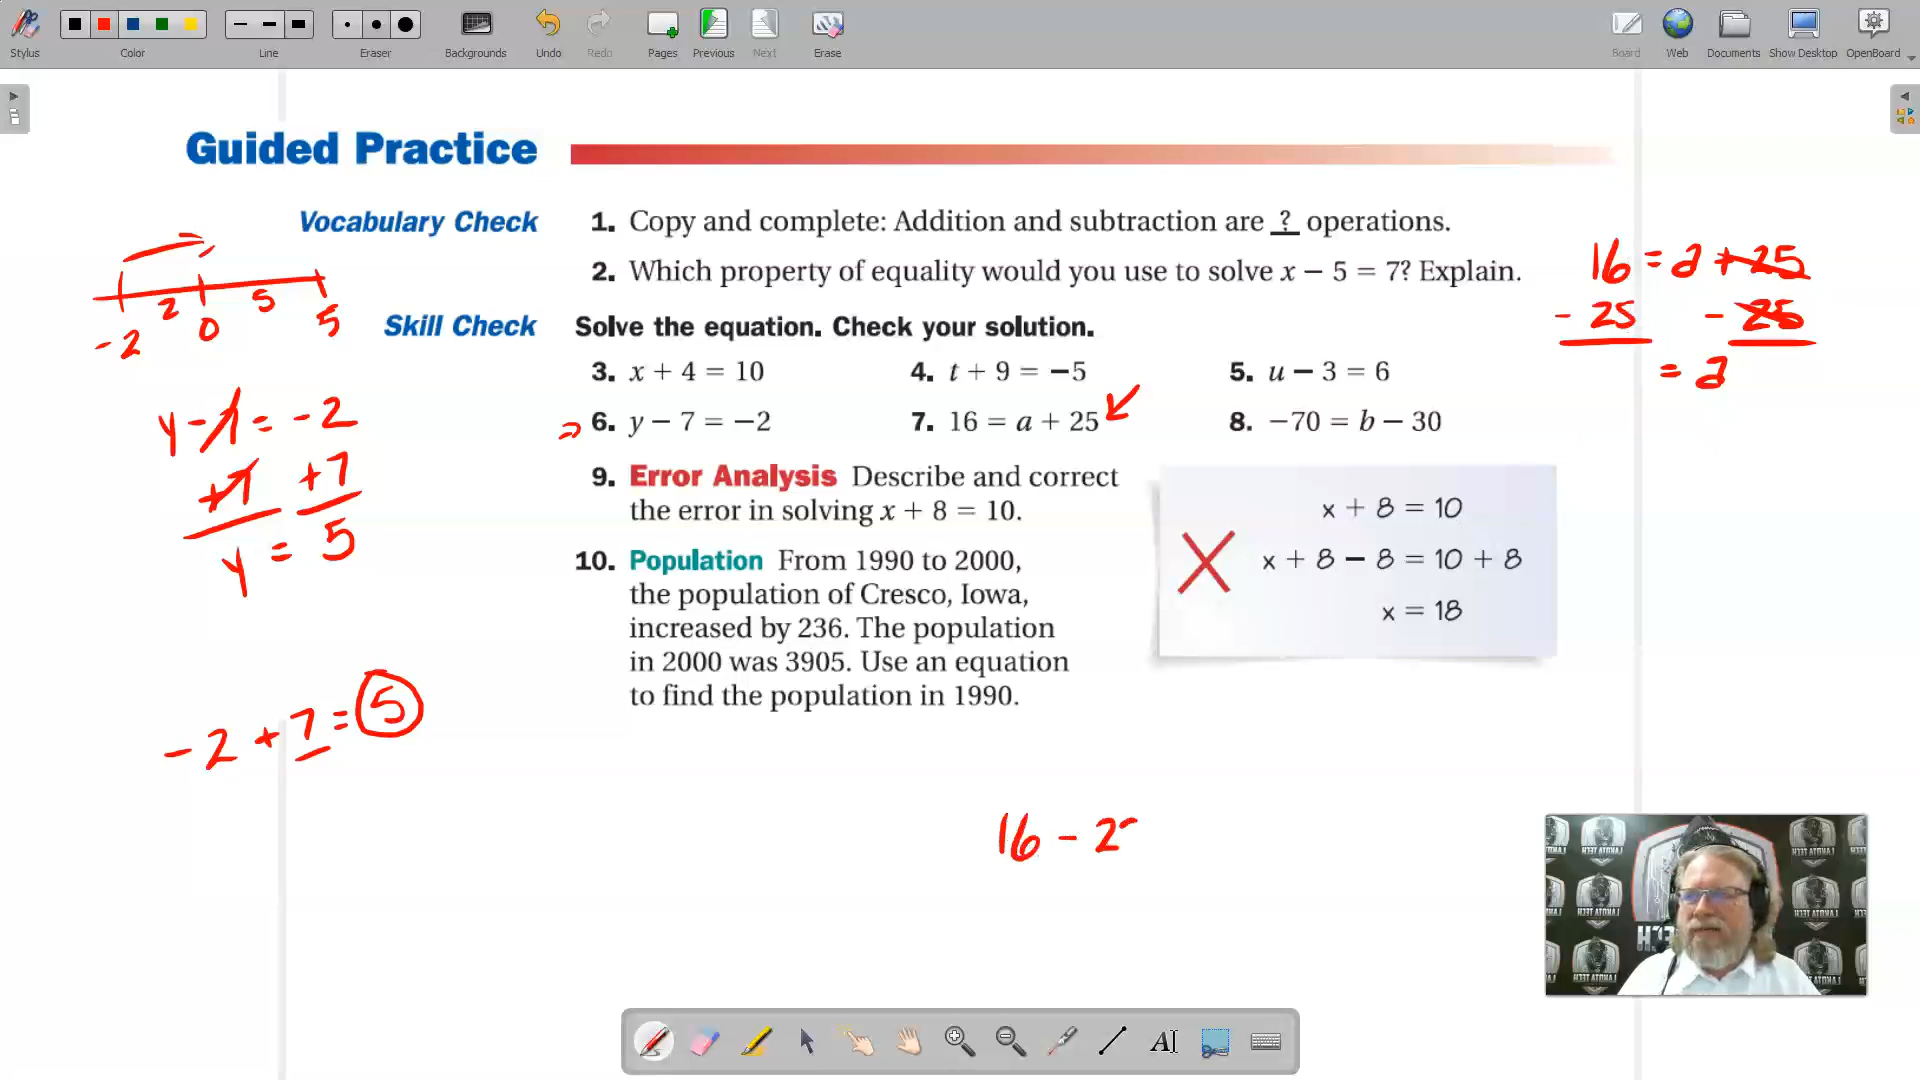 Stylus Color Line Eraser Backgrounds Undo Redo Pages Previous Next Erase Board Web Documents Show Desktop OpenBoard
Guided Practice
Vocabulary Check 1. Copy and complete: Addition and subtraction are ? operations.
2. Which property of equality would you use to solve x − 5 = 7? Explain.
Skill Check Solve the equation. Check your solution.
3. x + 4 = 10 4. t + 9 = −5 5. u − 3 = 6
6. y − 7 = −2 7. 16 = a + 25 8. −70 = b − 30
9. Error Analysis Describe and correct
the error in solving x + 8 = 10.
x + 8 = 10
x + 8 − 8 = 10 + 8
x = 18
10. Population From 1990 to 2000,
the population of Cresco, Iowa,
increased by 236. The population
in 2000 was 3905. Use an equation
to find the population in 1990.
2 5
-2 0 5
y - 7 = -2
+7 +7
y = 5
-2 + 7 = 5
16 = a + 25
- 25 - 25
= a
16 - 2
LAKOTA TECH